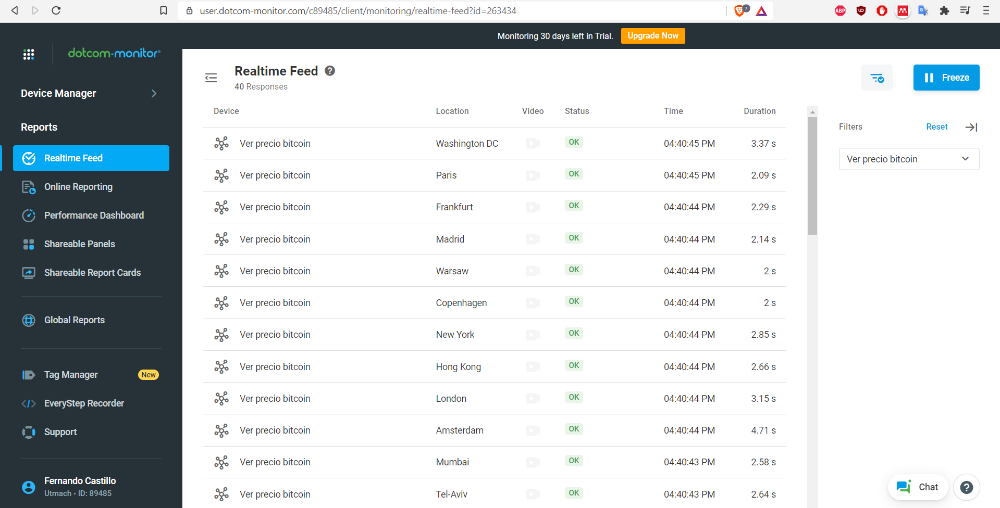 user.dotcom-monitor.com/c89485/client/monitoring/realtime-feed?id=263434
7
ABP
UO
G
Monitoring 30 days left in Trial. Upgrade Now
dotcom-monitor®
Device Manager
Reports
Realtime Feed
Online Reporting
Performance Dashboard
Shareable Panels
Shareable Report Cards
Global Reports
Tag Manager New
EveryStep Recorder
Support
Fernando Castillo
Utmach • ID: 89485
Realtime Feed ?
40 Responses
Freeze
Device Location Video Status Time Duration
Ver precio bitcoin Washington DC OK 04:40:45 PM 3.37 s
Ver precio bitcoin Paris OK 04:40:45 PM 2.09 s
Ver precio bitcoin Frankfurt OK 04:40:44 PM 2.29 s
Ver precio bitcoin Madrid OK 04:40:44 PM 2.14 s
Ver precio bitcoin Warsaw OK 04:40:44 PM 2 s
Ver precio bitcoin Copenhagen OK 04:40:44 PM 2 s
Ver precio bitcoin New York OK 04:40:44 PM 2.85 s
Ver precio bitcoin Hong Kong OK 04:40:44 PM 2.66 s
Ver precio bitcoin London OK 04:40:44 PM 3.15 s
Ver precio bitcoin Amsterdam OK 04:40:44 PM 4.71 s
Ver precio bitcoin Mumbai OK 04:40:43 PM 2.58 s
Ver precio bitcoin Tel-Aviv OK 04:40:43 PM 2.64 s
Filters Reset
Ver precio bitcoin
Chat ?